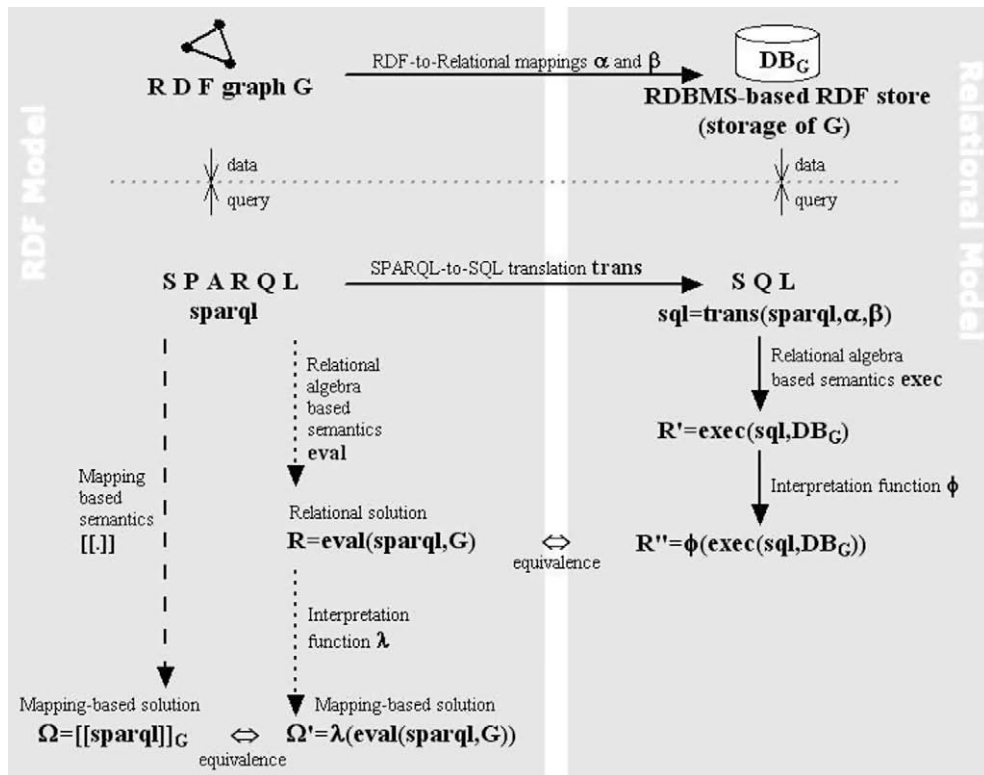 RDF Model
Relational Model
R D F graph G
RDF-to-Relational mappings α and β
DB_G
RDBMS-based RDF store
(storage of G)
data
query
data
query
S P A R Q L
sparql
SPARQL-to-SQL translation trans
S Q L
sql=trans(sparql,α,β)
Relational
algebra
based
semantics
eval
Relational algebra
based semantics exec
R'=exec(sql,DB_G)
Mapping
based
semantics
[[.]]
Interpretation function ϕ
Relational solution
R=eval(sparql,G)
⇔
equivalence
R''=ϕ(exec(sql,DB_G))
Interpretation
function λ
Mapping-based solution
Ω=[[sparql]]_G
⇔
equivalence
Mapping-based solution
Ω'=λ(eval(sparql,G))